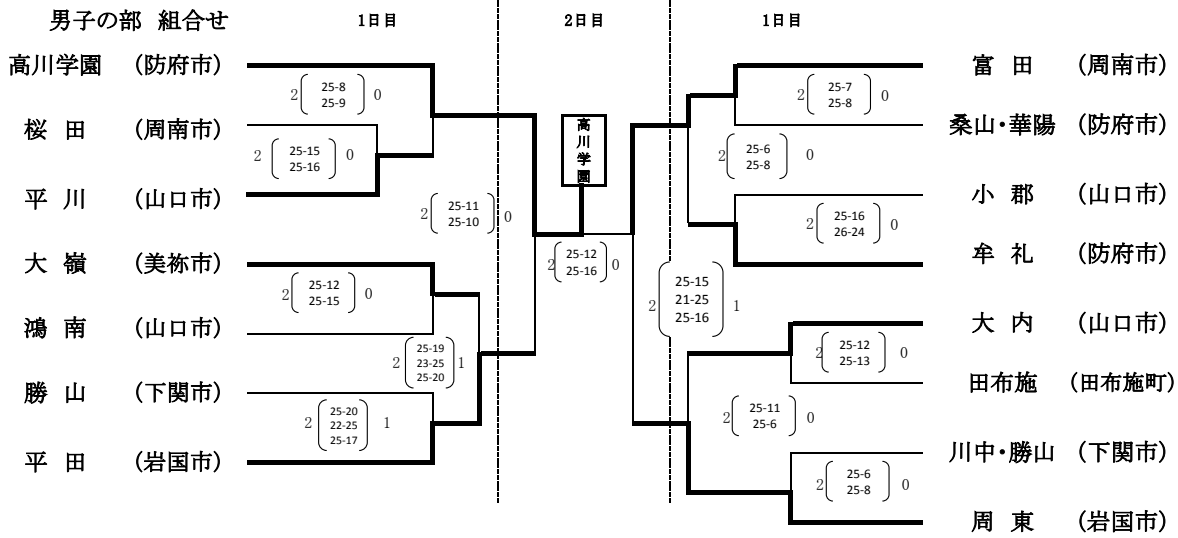 男子の部 組合せ
1日目
2日目
1日目
高川学園 (防府市)
2 25-8 0
25-9
桜田 (周南市)
2 25-15 0
25-16
平川 (山口市)
2 25-11 0
25-10
大嶺 (美祢市)
2 25-12 0
25-15
鴻南 (山口市)
2 25-19 1
23-25
25-20
勝山 (下関市)
2 25-20 1
22-25
25-17
平田 (岩国市)
高川学園
2 25-12 0
25-16
富田 (周南市)
2 25-7 0
25-8
桑山・華陽 (防府市)
2 25-6 0
25-8
小郡 (山口市)
2 25-16 0
26-24
牟礼 (防府市)
2 25-15 1
21-25
25-16
大内 (山口市)
2 25-12 0
25-13
田布施 (田布施町)
2 25-11 0
25-6
川中・勝山 (下関市)
2 25-6 0
25-8
周東 (岩国市)